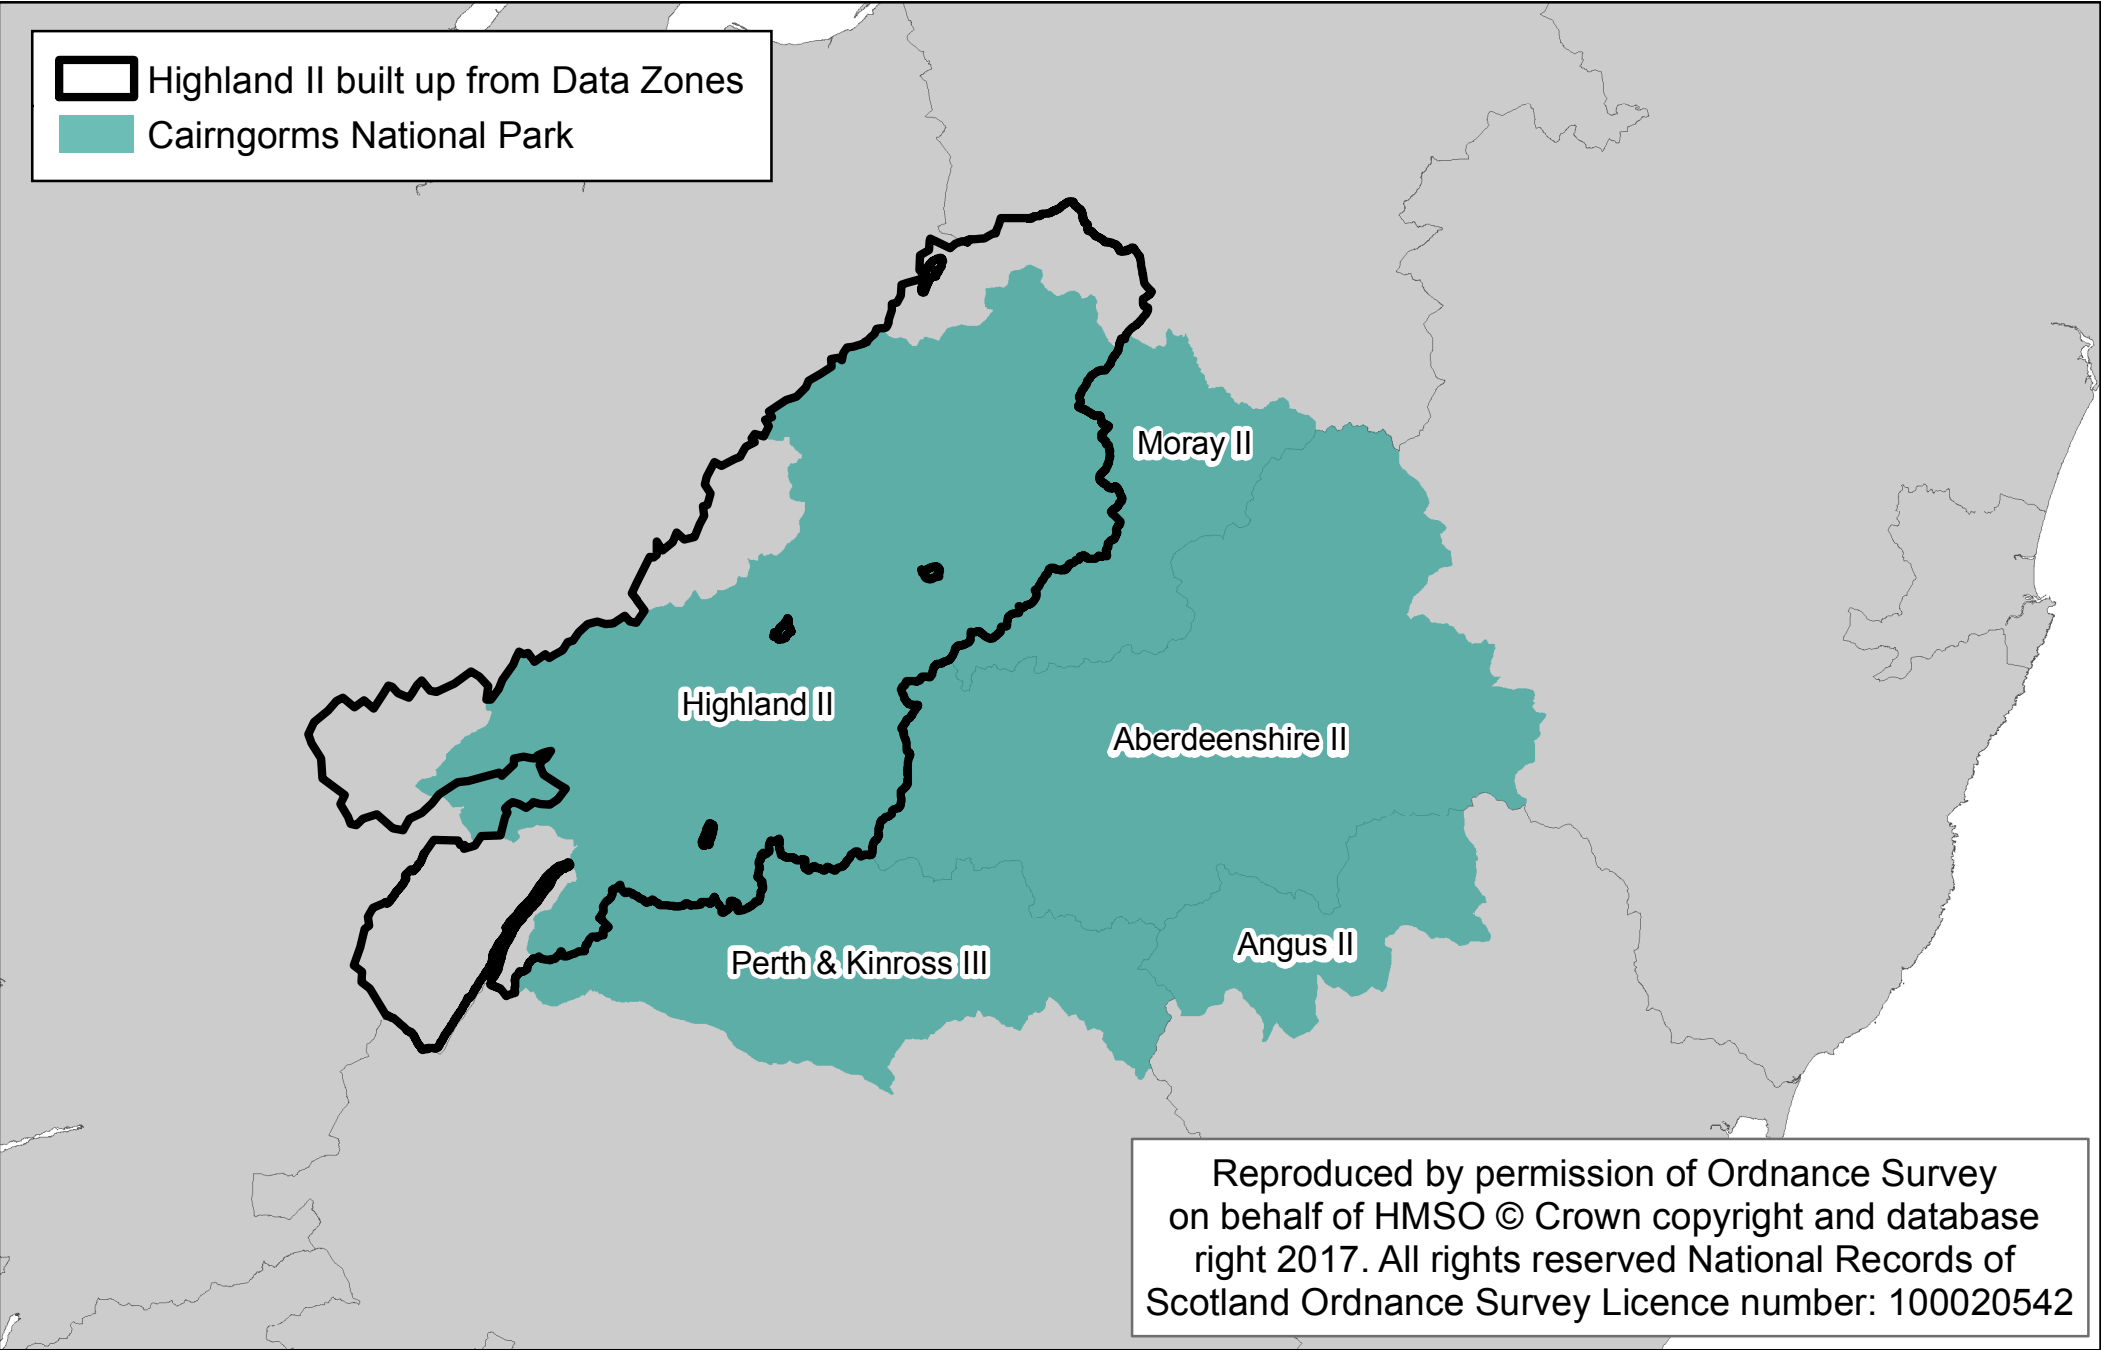 Highland II built up from Data Zones
Cairngorms National Park
Moray II
Highland II
Aberdeenshire II
Angus II
Perth & Kinross III
Reproduced by permission of Ordnance Survey
on behalf of HMSO © Crown copyright and database
right 2017. All rights reserved National Records of
Scotland Ordnance Survey Licence number: 100020542